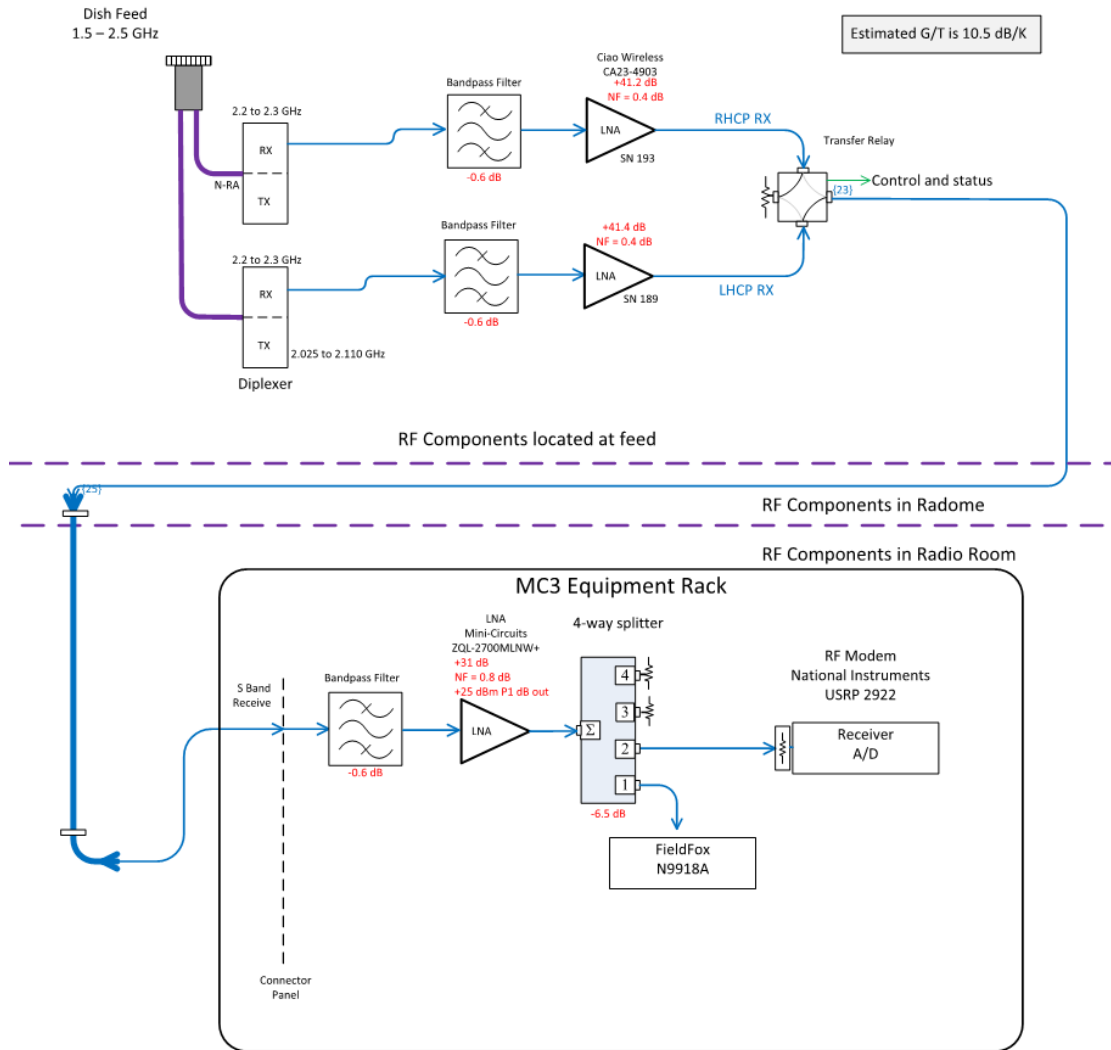 Dish Feed
1.5 – 2.5 GHz
Estimated G/T is 10.5 dB/K
Ciao Wireless
CA23-4903
+41.2 dB
NF = 0.4 dB
Bandpass Filter
2.2 to 2.3 GHz
RX
LNA
RHCP RX
Transfer Relay
SN 193
N-RA
-0.6 dB
TX
Control and status
{23}
Bandpass Filter
+41.4 dB
NF = 0.4 dB
2.2 to 2.3 GHz
RX
LNA
LHCP RX
SN 189
-0.6 dB
TX
2.025 to 2.110 GHz
Diplexer
RF Components located at feed
{25}
RF Components in Radome
RF Components in Radio Room
MC3 Equipment Rack
LNA
Mini-Circuits
ZQL-2700MLNW+
+31 dB
NF = 0.8 dB
+25 dBm P1 dB out
4-way splitter
RF Modem
National Instruments
USRP 2922
S Band
Receive
Bandpass Filter
4
3
Σ
2
1
LNA
Receiver
A/D
-0.6 dB
-6.5 dB
FieldFox
N9918A
Connector
Panel